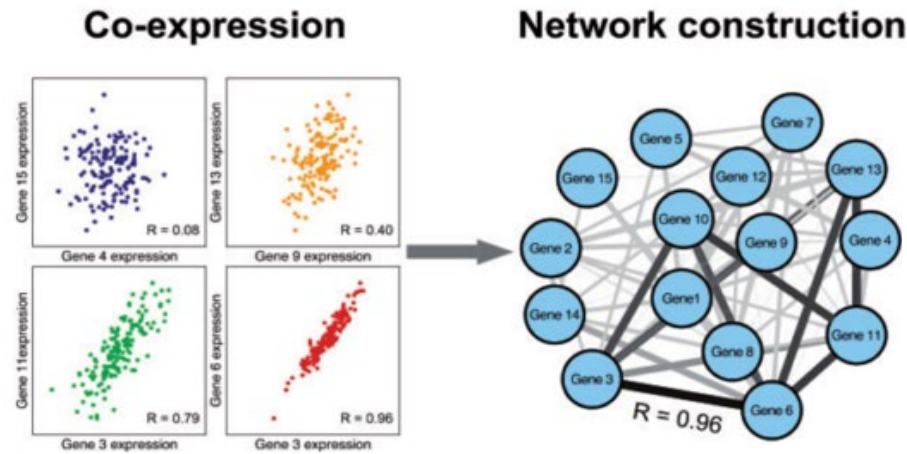 Co-expression
Network construction
Gene 15 expression
R = 0.08
Gene 4 expression
Gene 13 expression
R = 0.40
Gene 9 expression
Gene 11expression
R = 0.79
Gene 3 expression
Gene 6 expression
R = 0.96
Gene 3 expression
Gene 7
Gene 5
Gene 13
Gene 15
Gene 12
Gene 10
Gene 9
Gene 4
Gene 2
Gene1
Gene 14
Gene 11
Gene 8
Gene 3
Gene 6
R = 0.96